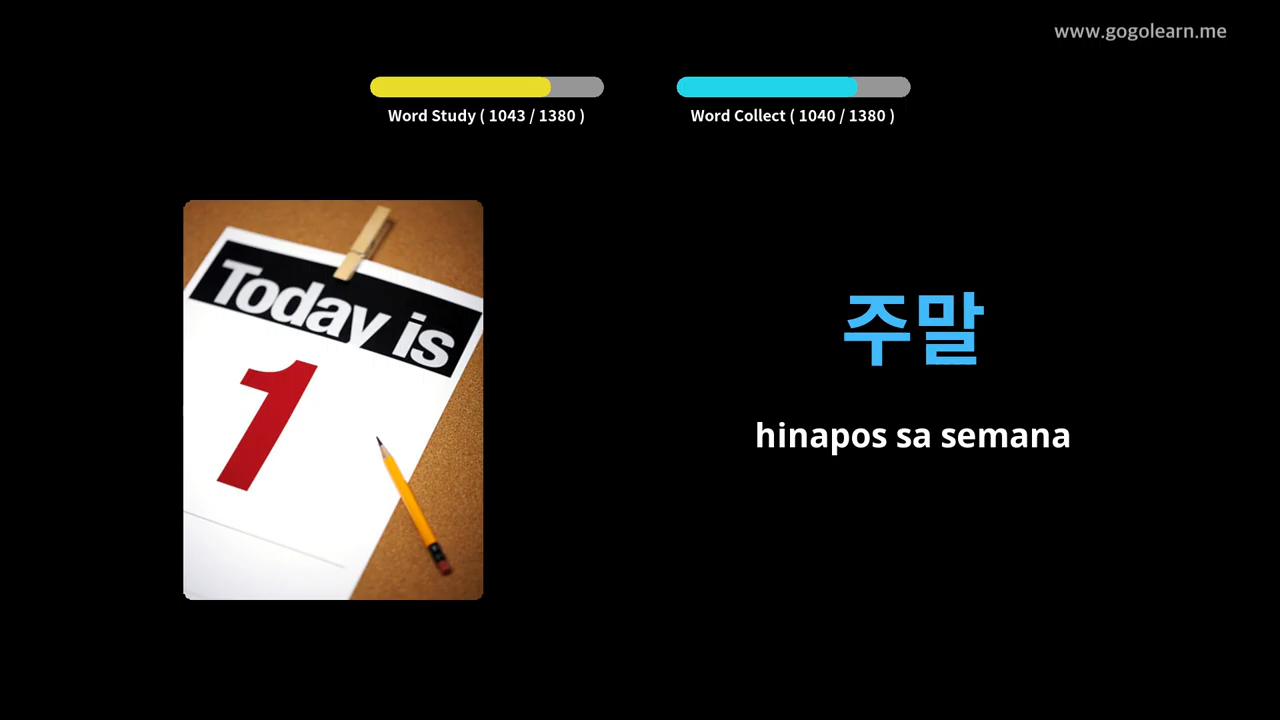 www.gogolearn.me
Word Study ( 1043 / 1380 )
Word Collect ( 1040 / 1380 )
Today is
1
주말
hinapos sa semana